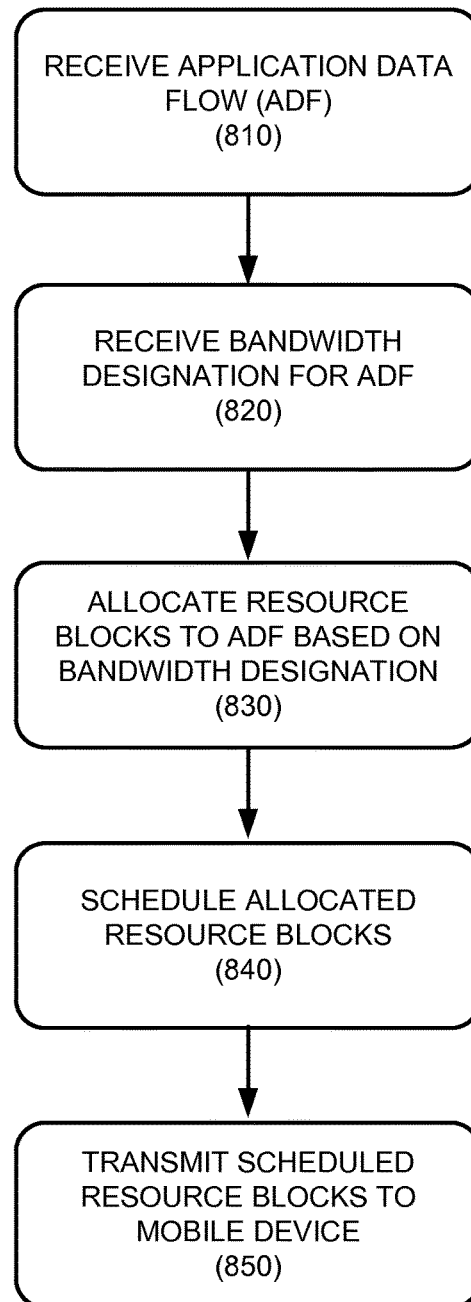 RECEIVE APPLICATION DATA
FLOW (ADF)
(810)
RECEIVE BANDWIDTH
DESIGNATION FOR ADF
(820)
ALLOCATE RESOURCE
BLOCKS TO ADF BASED ON
BANDWIDTH DESIGNATION
(830)
SCHEDULE ALLOCATED
RESOURCE BLOCKS
(840)
TRANSMIT SCHEDULED
RESOURCE BLOCKS TO
MOBILE DEVICE
(850)